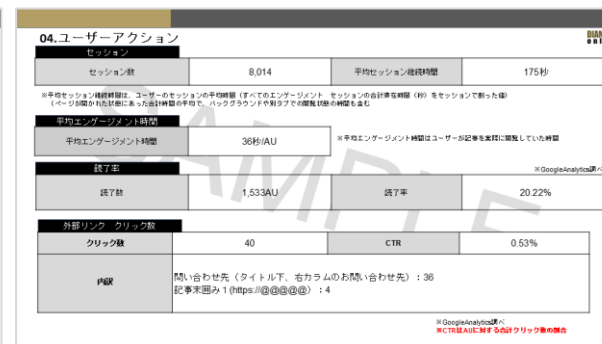 04.ユーザーアクション
DIAM
onl
セッション
セッション数 8,014 平均セッション継続時間 175秒
※平均セッション継続時間は、ユーザーのセッションの平均時間（すべてのエンゲージメント セッションの合計滞在時間（秒）をセッションで割った値）
（ページが開かれた状態にあった合計時間の平均で、バックグラウンドや別タブでの閲覧状態の時間も含む
平均エンゲージメント時間
平均エンゲージメント時間 36秒/AU
※平均エンゲージメント時間はユーザーが記事を実際に閲覧していた時間
読了率
※GoogleAnalytics調べ
読了数 1,533AU 読了率 20.22%
外部リンク クリック数
クリック数 40 CTR 0.53%
内訳
問い合わせ先（タイトル下、右カラムのお問い合わせ先）：36
記事末囲み1(https://@@@@@）：4
※GoogleAnalytics調べ
※CTRはAUに対する合計クリック数の割合
SAMPLE